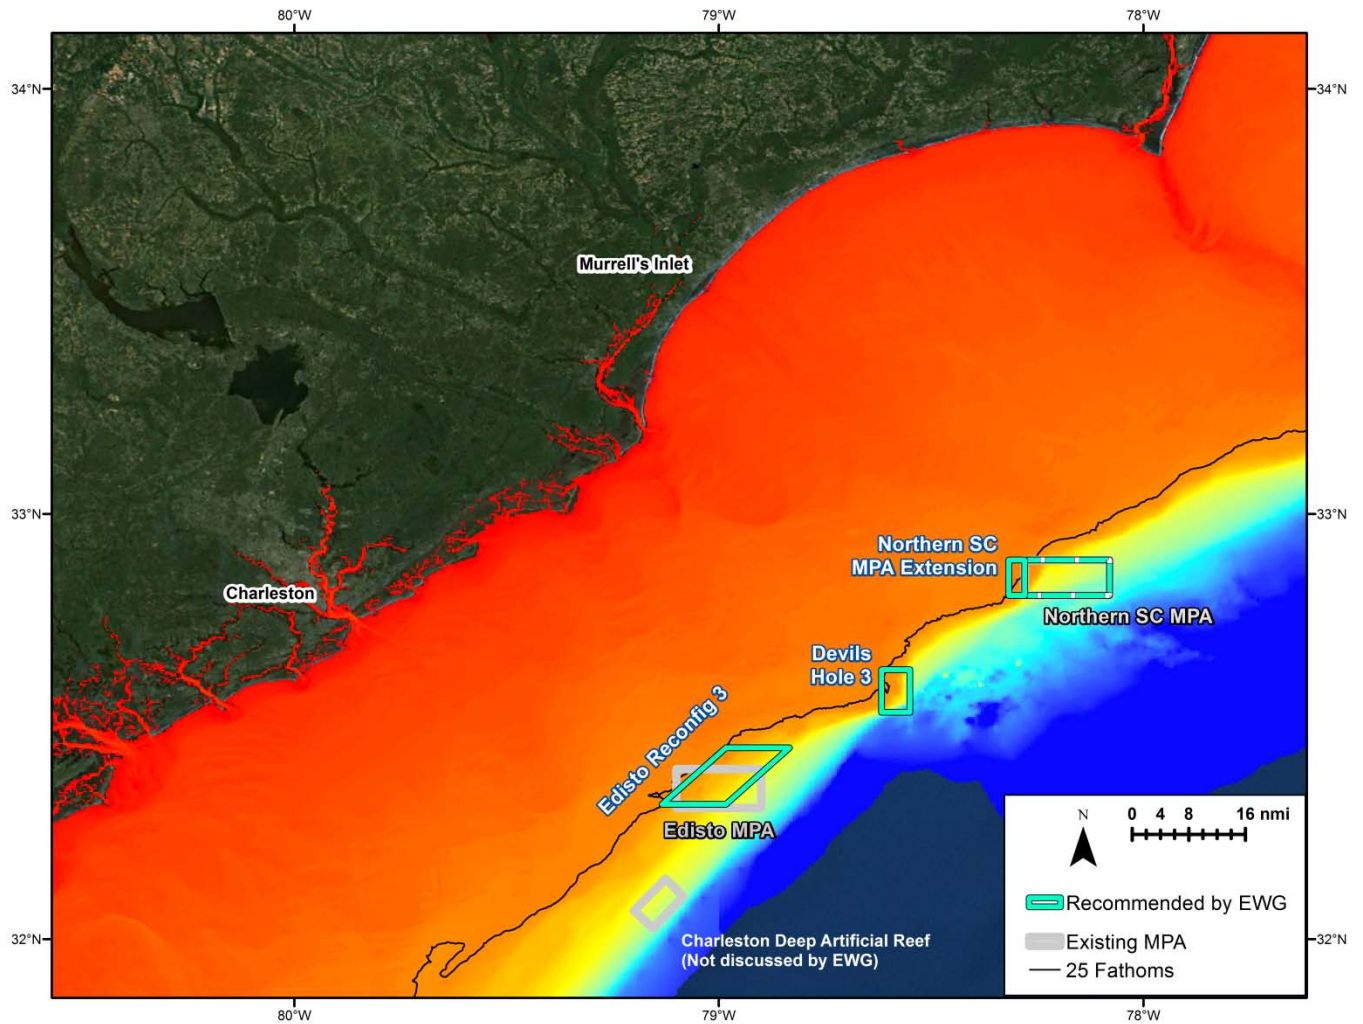 80°W
79°W
78°W
34°N
34°N
Murrell's Inlet
33°N
33°N
Northern SC
MPA Extension
Charleston
Northern SC MPA
Devils
Hole 3
Edisto Reconfig 3
Edisto MPA
N
0 4 8 16 nmi
Recommended by EWG
Existing MPA
25 Fathoms
32°N
32°N
Charleston Deep Artificial Reef
(Not discussed by EWG)
80°W
79°W
78°W